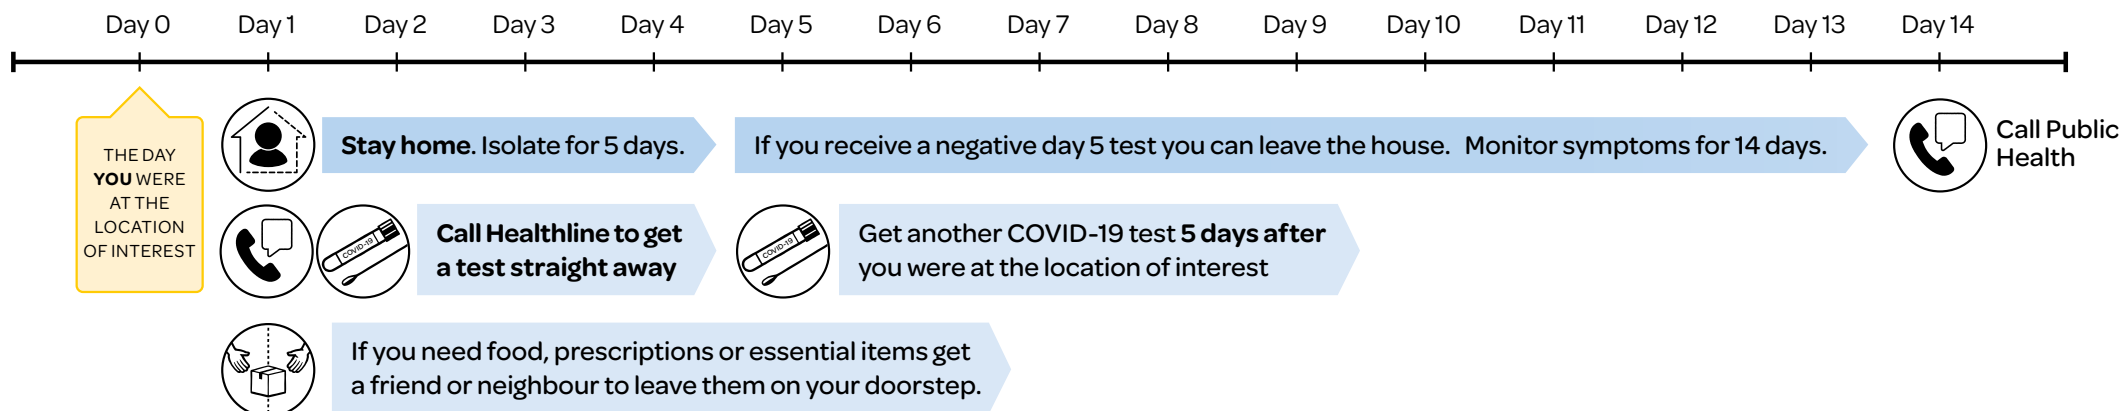 Day 0 Day 1 Day 2 Day 3 Day 4 Day 5 Day 6 Day 7 Day 8 Day 9 Day 10 Day 11 Day 12 Day 13 Day 14
THE DAY
YOU WERE
AT THE
LOCATION
OF INTEREST
Stay home. Isolate for 5 days.
If you receive a negative day 5 test you can leave the house. Monitor symptoms for 14 days.
Call Public
Health
COVID-19
Call Healthline to get
a test straight away
COVID-19
Get another COVID-19 test 5 days after
you were at the location of interest
If you need food, prescriptions or essential items get
a friend or neighbour to leave them on your doorstep.